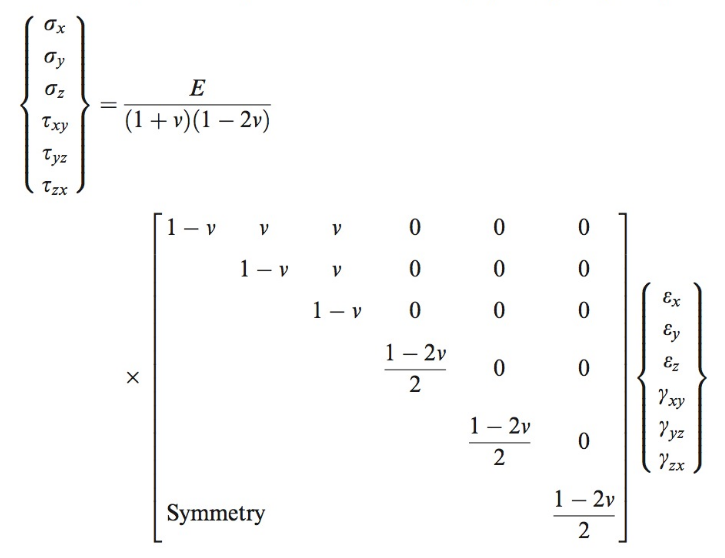 { σx σy σz τxy τyz τzx } = E / (1 + ν)(1 − 2ν)
× [ 1 − ν ν ν 0 0 0
1 − ν ν 0 0 0
1 − ν 0 0 0
(1 − 2ν)/2 0 0
(1 − 2ν)/2 0
Symmetry (1 − 2ν)/2 ] { εx εy εz γxy γyz γzx }